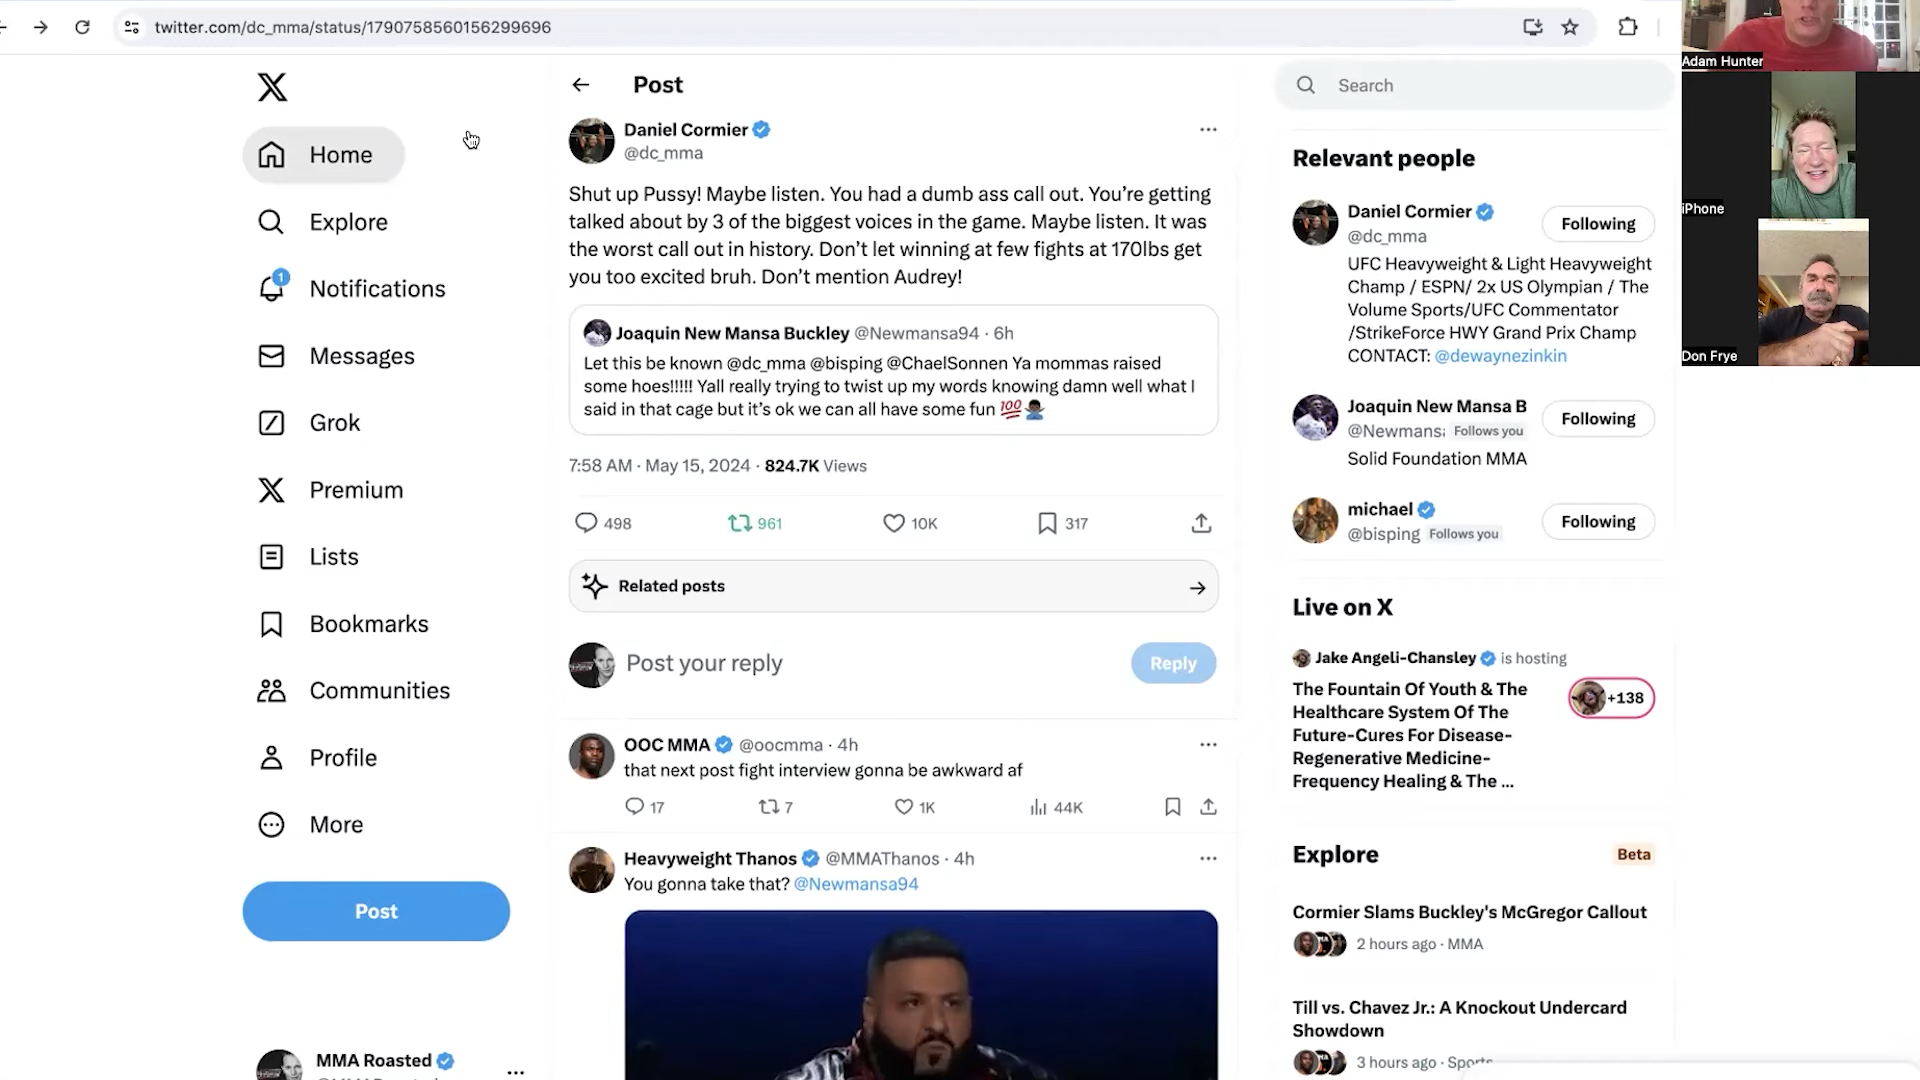 twitter.com/dc_mma/status/1790758560156299696
Home
Explore
1
Notifications
Messages
Grok
Premium
Lists
Bookmarks
Communities
Profile
More
Post
MMA Roasted
Post
Daniel Cormier
@dc_mma
Shut up Pussy! Maybe listen. You had a dumb ass call out. You’re getting
talked about by 3 of the biggest voices in the game. Maybe listen. It was
the worst call out in history. Don’t let winning at few fights at 170lbs get
you too excited bruh. Don’t mention Audrey!
Joaquin New Mansa Buckley @Newmansa94 · 6h
Let this be known @dc_mma @bisping @ChaelSonnen Ya mommas raised
some hoes!!!!! Yall really trying to twist up my words knowing damn well what I
said in that cage but it’s ok we can all have some fun 💯🙅🏿‍♂️
7:58 AM · May 15, 2024 · 824.7K Views
498 961 10K 317
Related posts
Post your reply
Reply
OOC MMA @oocmma · 4h
that next post fight interview gonna be awkward af
17 7 1K 44K
Heavyweight Thanos @MMAThanos · 4h
You gonna take that? @Newmansa94
Search
Relevant people
Daniel Cormier
@dc_mma
Following
UFC Heavyweight & Light Heavyweight
Champ / ESPN/ 2x US Olympian / The
Volume Sports/UFC Commentator
/StrikeForce HWY Grand Prix Champ
CONTACT: @dewaynezinkin
Joaquin New Mansa B
@Newmansa Follows you
Following
Solid Foundation MMA
michael
@bisping Follows you
Following
Live on X
Jake Angeli-Chansley is hosting
The Fountain Of Youth & The
Healthcare System Of The
Future-Cures For Disease-
Regenerative Medicine-
Frequency Healing & The ...
+138
Explore
Beta
Cormier Slams Buckley's McGregor Callout
2 hours ago · MMA
Till vs. Chavez Jr.: A Knockout Undercard
Showdown
3 hours ago · Sports
Adam Hunter
iPhone
Don Frye